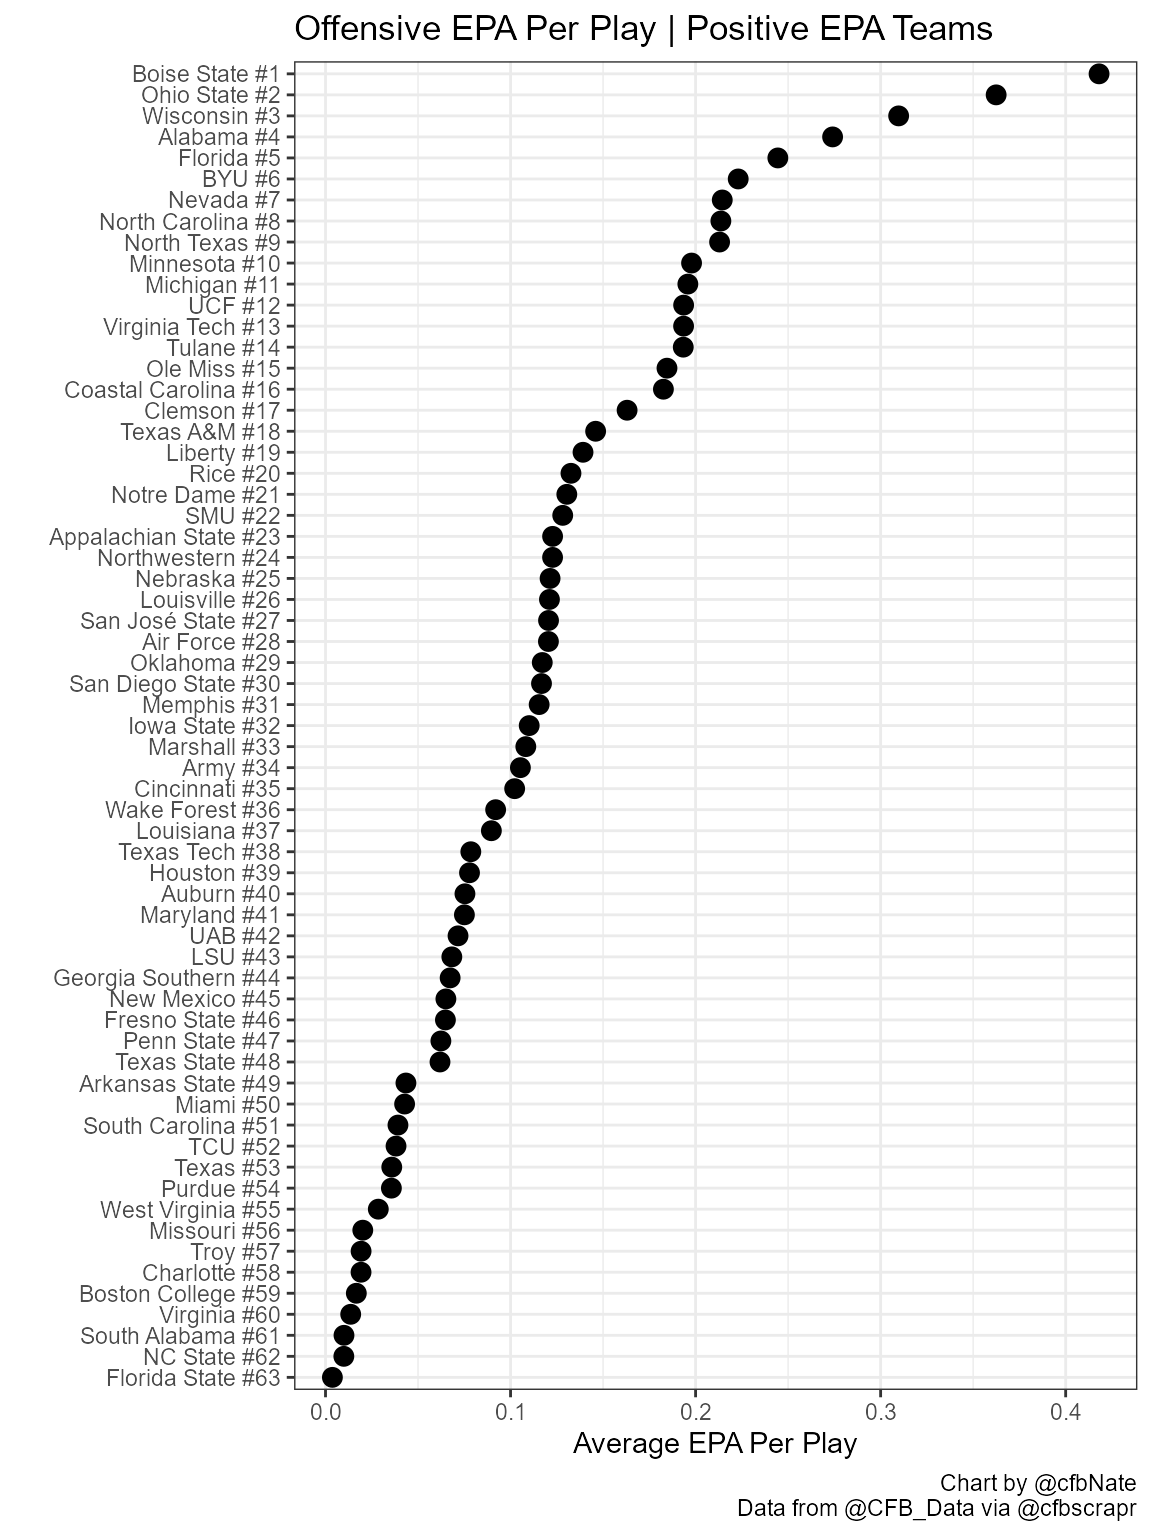 Offensive EPA Per Play | Positive EPA Teams
Boise State #1
Ohio State #2
Wisconsin #3
Alabama #4
Florida #5
BYU #6
Nevada #7
North Carolina #8
North Texas #9
Minnesota #10
Michigan #11
UCF #12
Virginia Tech #13
Tulane #14
Ole Miss #15
Coastal Carolina #16
Clemson #17
Texas A&M #18
Liberty #19
Rice #20
Notre Dame #21
SMU #22
Appalachian State #23
Northwestern #24
Nebraska #25
Louisville #26
San José State #27
Air Force #28
Oklahoma #29
San Diego State #30
Memphis #31
Iowa State #32
Marshall #33
Army #34
Cincinnati #35
Wake Forest #36
Louisiana #37
Texas Tech #38
Houston #39
Auburn #40
Maryland #41
UAB #42
LSU #43
Georgia Southern #44
New Mexico #45
Fresno State #46
Penn State #47
Texas State #48
Arkansas State #49
Miami #50
South Carolina #51
TCU #52
Texas #53
Purdue #54
West Virginia #55
Missouri #56
Troy #57
Charlotte #58
Boston College #59
Virginia #60
South Alabama #61
NC State #62
Florida State #63
0.0 0.1 0.2 0.3 0.4
Average EPA Per Play
Chart by @cfbNate
Data from @CFB_Data via @cfbscrapr